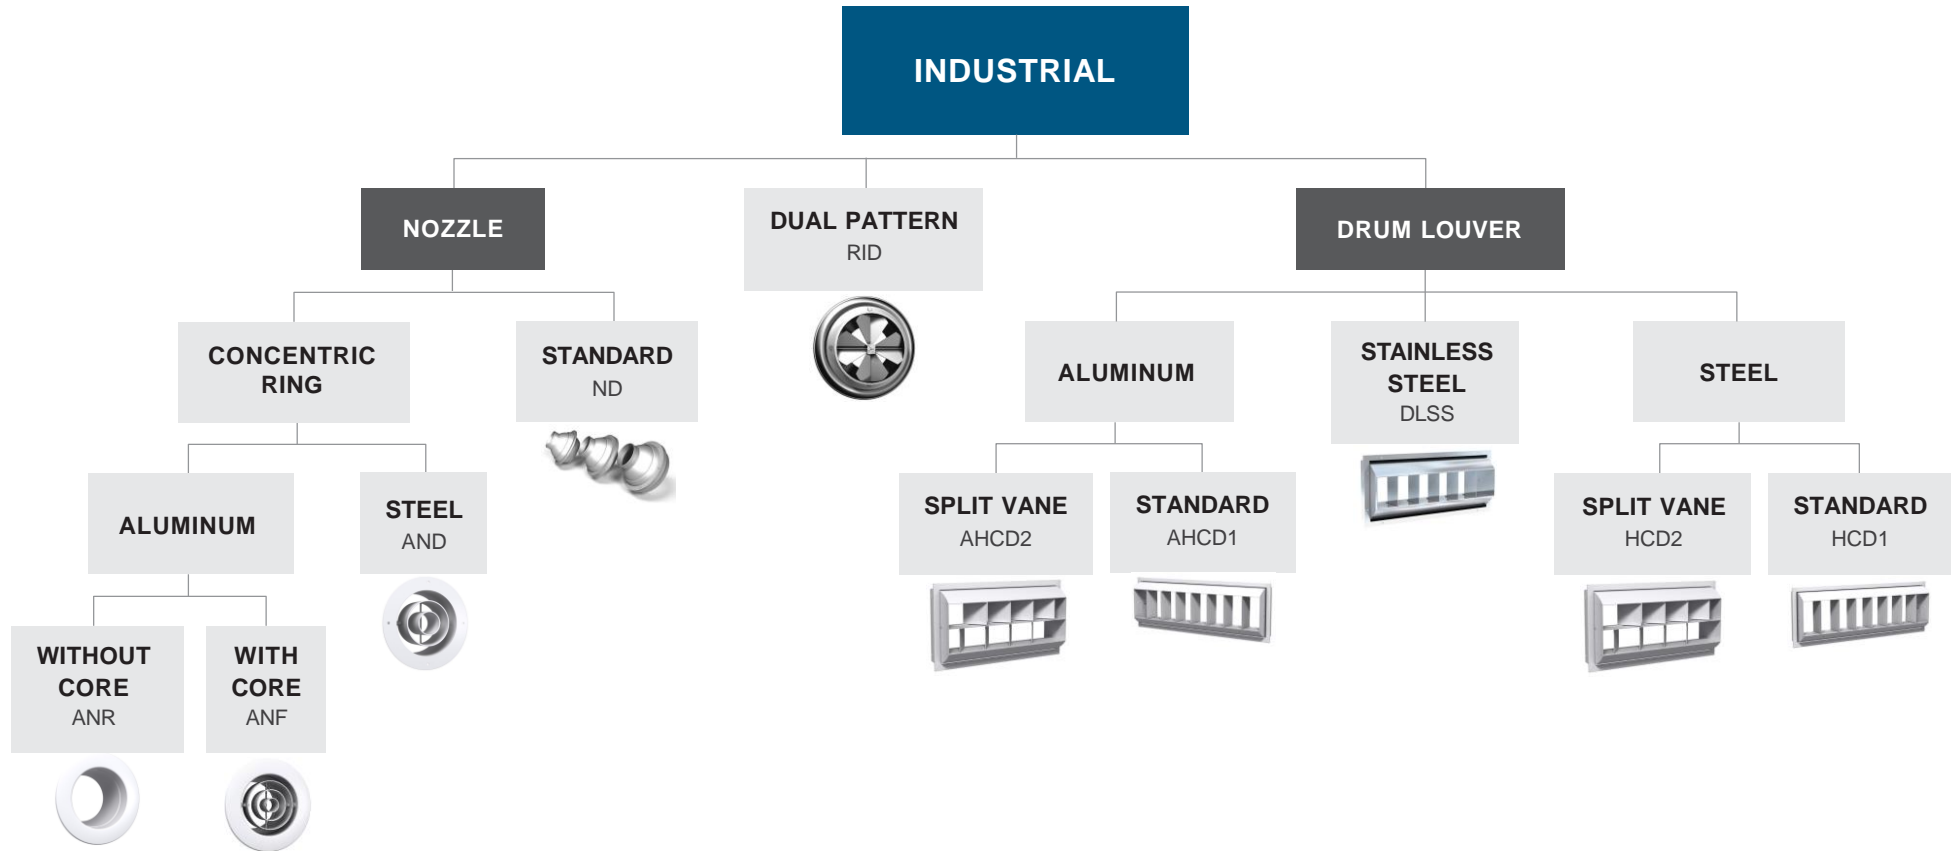 INDUSTRIAL
NOZZLE
DUAL PATTERN
RID
DRUM LOUVER
CONCENTRIC
RING
STANDARD
ND
ALUMINUM
STAINLESS
STEEL
DLSS
STEEL
ALUMINUM
STEEL
AND
SPLIT VANE
AHCD2
STANDARD
AHCD1
SPLIT VANE
HCD2
STANDARD
HCD1
WITHOUT
CORE
ANR
WITH
CORE
ANF